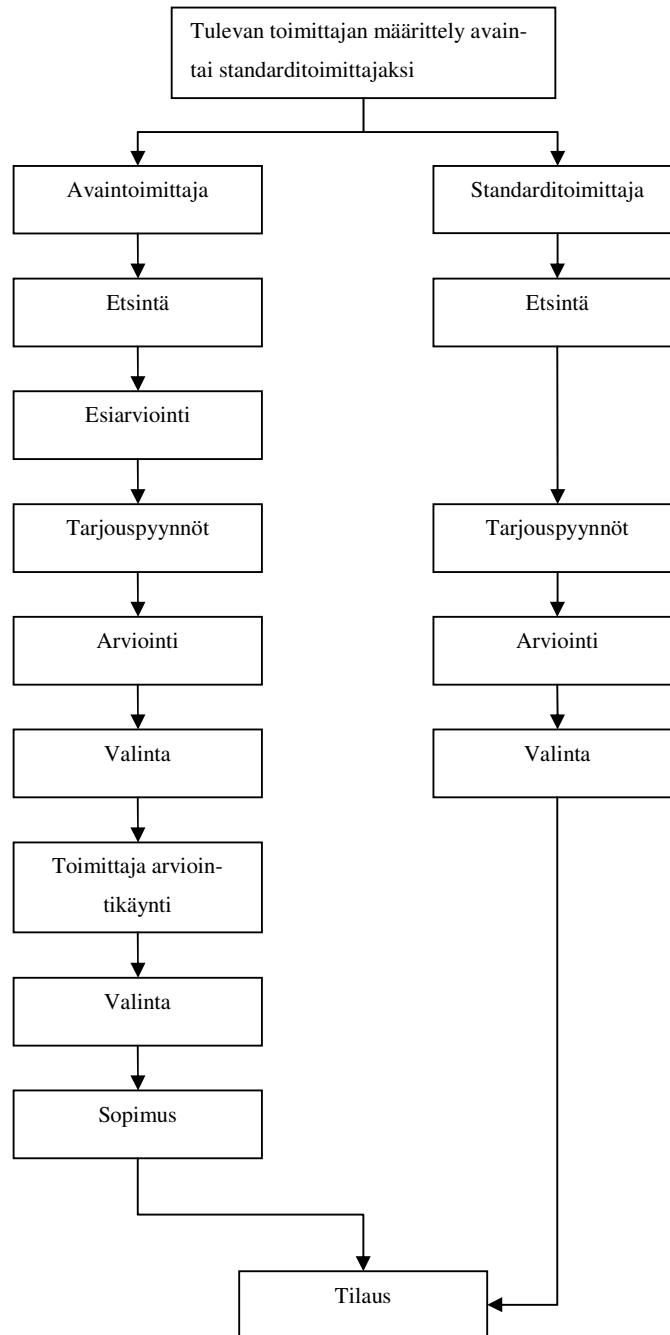 Tulevan toimittajan määrittely avain-
tai standarditoimittajaksi
Avaintoimittaja
Standarditoimittaja
Etsintä
Etsintä
Esiarviointi
Tarjouspyynnöt
Tarjouspyynnöt
Arviointi
Arviointi
Valinta
Valinta
Toimittaja arvioin-
tikäynti
Valinta
Sopimus
Tilaus